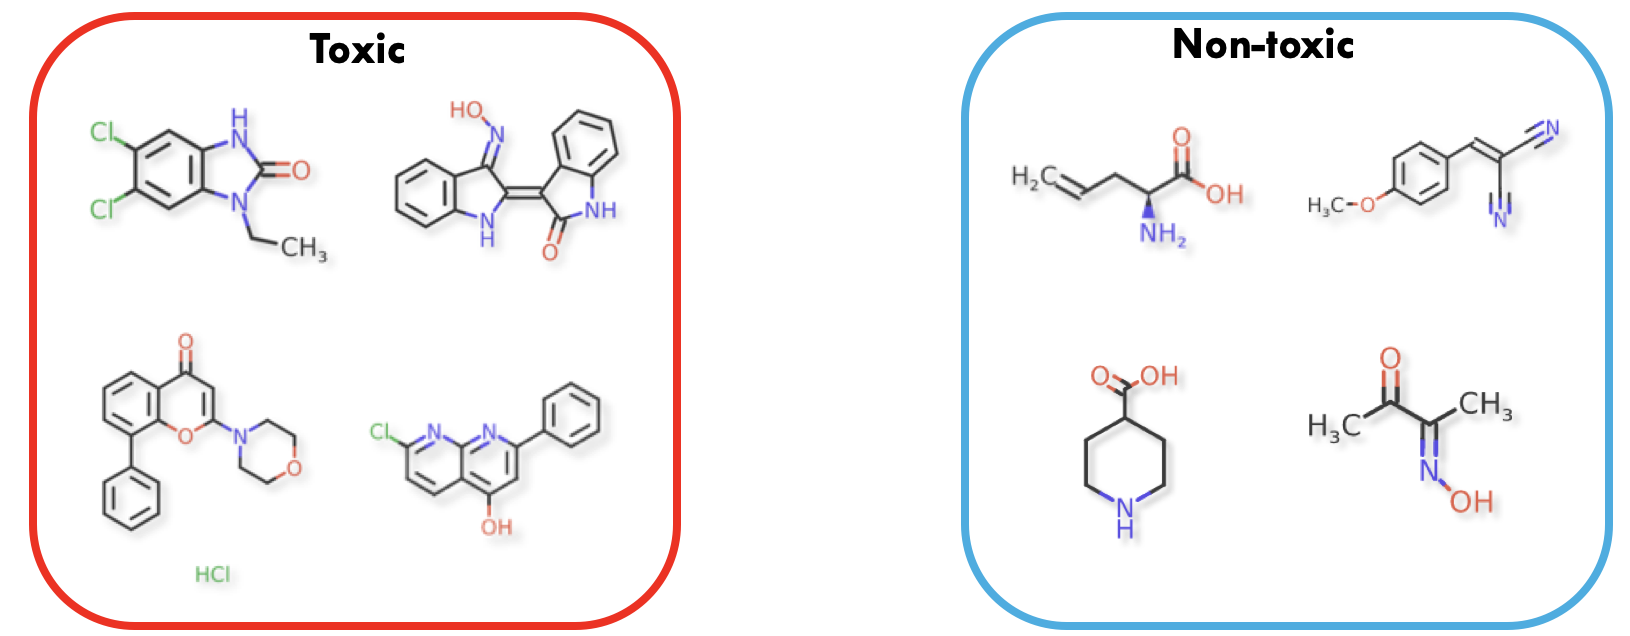 Toxic
Non-toxic
Cl
Cl
H
N
N
O
CH₃
HO
N
N
H
NH
O
O
O
N
O
HCl
Cl
N
N
OH
H₂C
O
OH
NH₂
H₃C
O
N
N
O
OH
N
H
O
H₃C
CH₃
N
OH